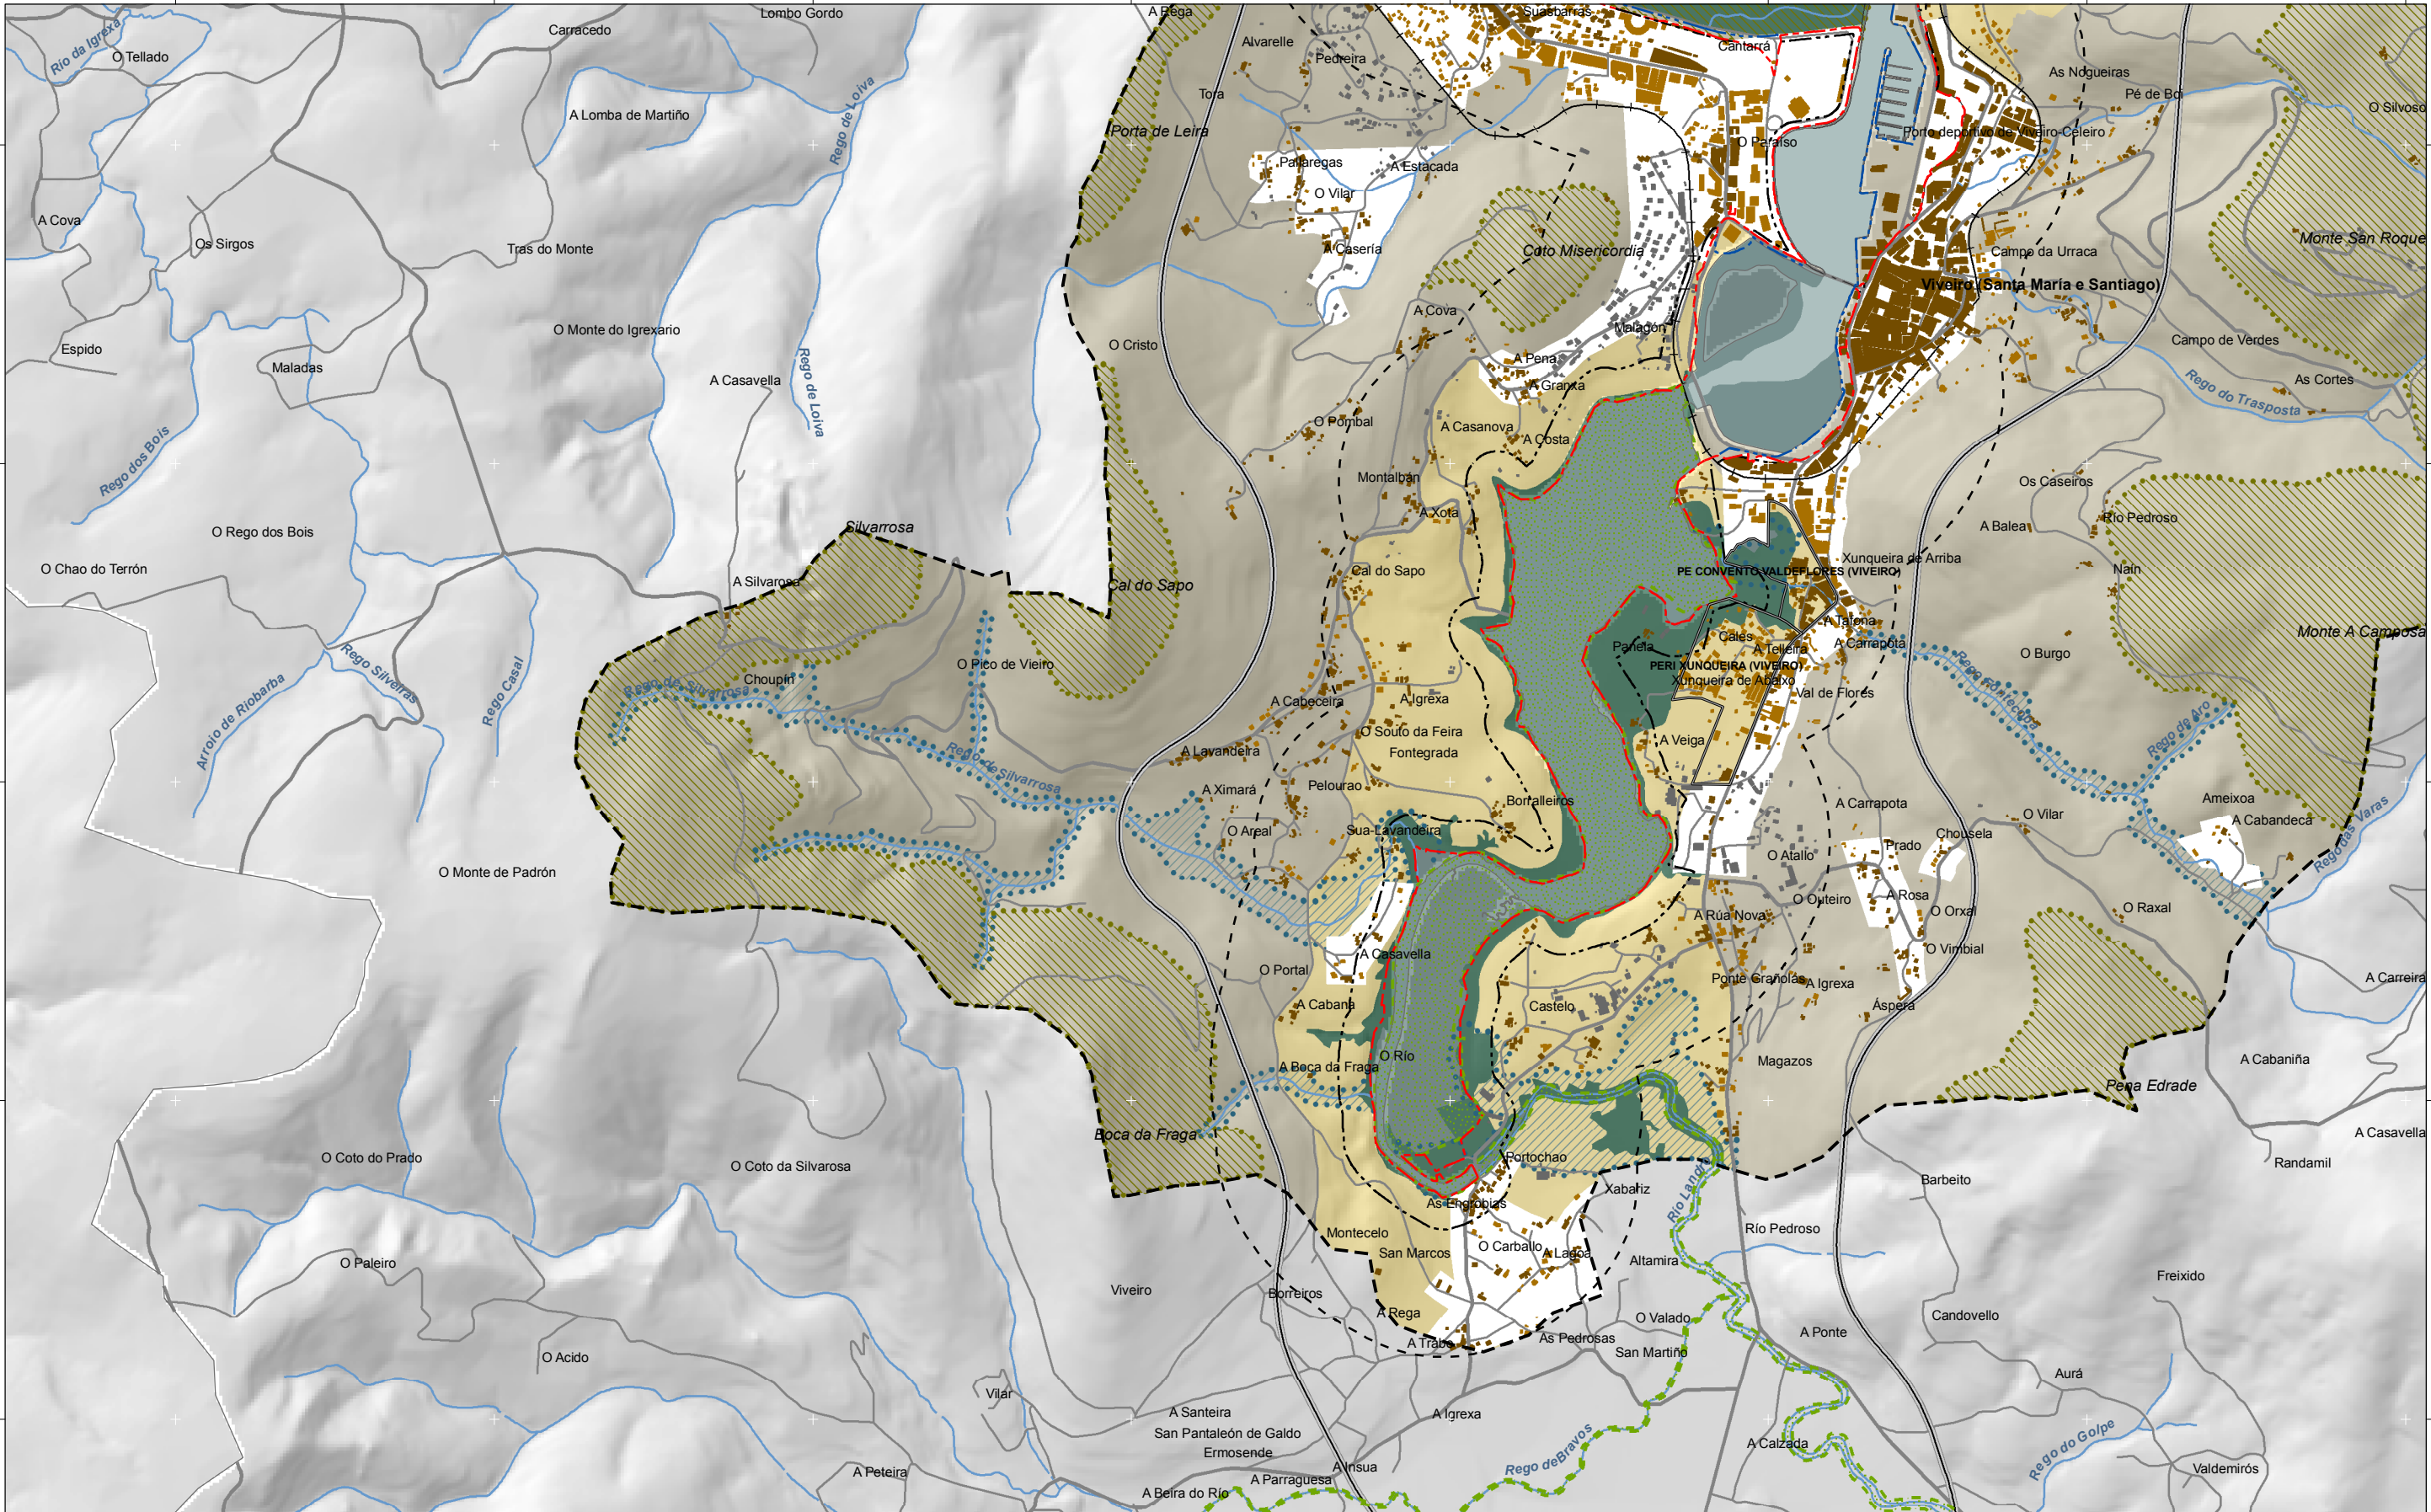 Lombo Gordo
A Rega
Suasbarras
Río da Igrexa
O Tellado
Carracedo
Alvarelle
Pedreira
Cantarrá
As Nogueiras
Tora
Pé de Boi
O Silvoso
A Lomba de Martiño
Rego de Loiva
Porta de Leira
Porto deportivo de Viveiro-Celeiro
O Paraíso
Pallaregas
A Estacada
O Vilar
A Cova
Os Sirgos
Tras do Monte
A Casería
Coto Misericordia
Campo da Urraca
Monte San Roque
Viveiro (Santa María e Santiago)
O Monte do Igrexario
A Cova
Malagón
Espido
O Cristo
Campo de Verdes
Maladas
A Pena
A Casavella
Rego de Loiva
A Granxa
As Cortes
Rego do Trasposta
O Pombal
A Casanova
A Costa
Rego dos Bois
Montalbán
Os Caseiros
A Xota
Río Pedroso
A Balea
Silvarrosa
O Rego dos Bois
Xunqueira de Arriba
O Chao do Terrón
Cal do Sapo
PE CONVENTO VALDEFLORES (VIVEIRO)
Naín
A Silvarosa
Cal do Sapo
A Tafona
Monte A Camposa
Cales
A Carrapota
Parela
A Telleira
O Burgo
O Pico de Vieiro
PERI XUNQUEIRA (VIVEIRO)
Rego Silveiras
Choupín
Xunqueira de Abaixo
Rego de Silvarrosa
Val de Flores
Rego Fontecova
Rego Casal
A Cabeceira
A Igrexa
Arroio de Riobarba
O Souto da Feira
Rego de Aro
A Veiga
A Lavandeira
Fontegrada
Rego de Silvarrosa
Pelourao
A Ximará
Borralleiros
A Carrapota
Ameixoa
O Vilar
A Cabandeca
O Areal
Sua-Lavandeira
Chousela
Prado
Rego das Varas
O Atallo
O Monte de Padrón
A Rosa
O Outeiro
O Raxal
A Rúa Nova
O Orxal
A Casavella
O Vimbial
O Portal
Ponte Grañolás
A Igrexa
A Carreira
A Cabana
Castelo
Áspera
O Río
A Boca da Fraga
Magazos
A Cabaniña
Pena Edrade
Boca da Fraga
A Casavella
O Coto do Prado
O Coto da Silvarosa
Portochao
Randamil
Xabariz
Río Landro
Barbeito
As Engrobias
Montecelo
Río Pedroso
San Marcos
O Carballo
A Lagoa
O Paleiro
Altamira
Viveiro
Borreiros
Freixido
A Rega
O Valado
Candovello
A Trabe
As Pedrosas
A Ponte
O Acido
San Martiño
Aurá
Vilar
A Santeira
A Igrexa
San Pantaleón de Galdo
Ermosende
A Calzada
Rego deBravos
Rego do Golpe
A Peteira
A Insua
A Parraguesa
Valdemirós
A Beira do Río